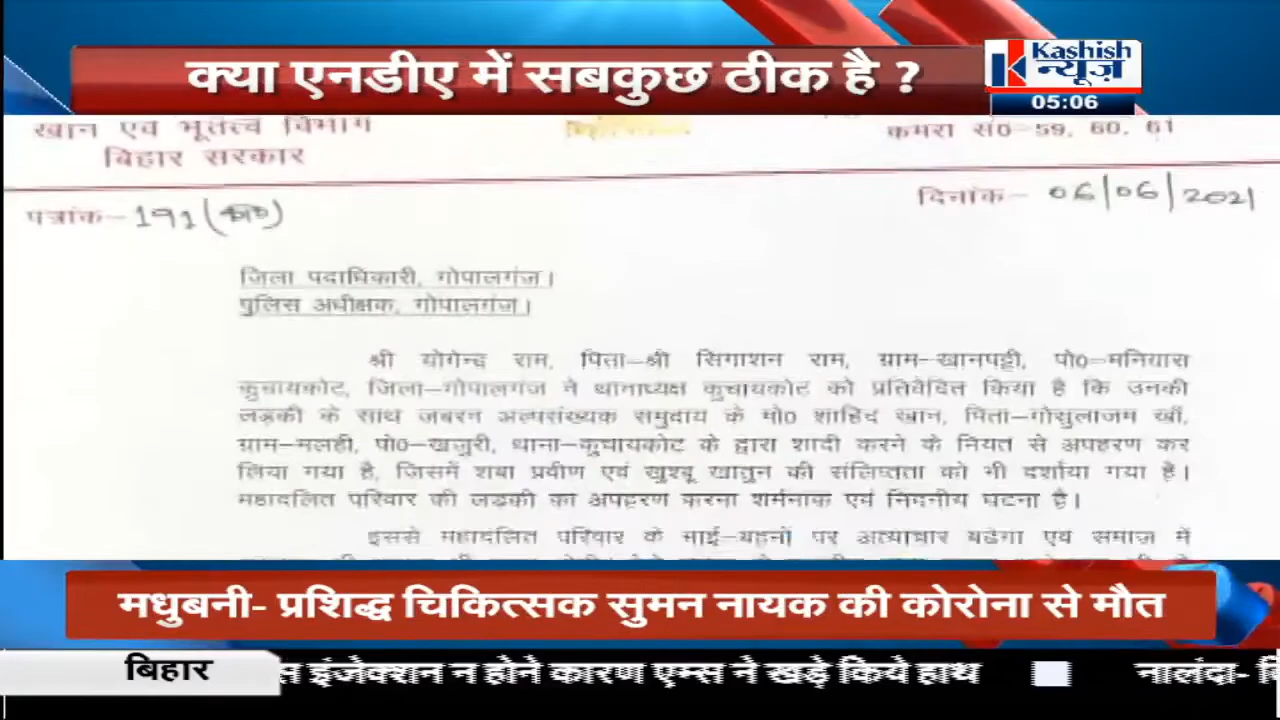 क्या एनडीए में सबकुछ ठीक है ?
Kashish
न्यूज़
05:06
खान एवं भूतत्व विभाग
बिहार सरकार
कमरा सं0-59, 60, 61
पत्रांक- 191
दिनांक- 06/06/2021
जिला पदाधिकारी, गोपालगंज।
पुलिस अधीक्षक, गोपालगंज।
श्री योगेन्द्र राम, पिता-श्री सिगाशन राम, ग्राम-खानपट्टी, पो0-मनियारा
कुचायकोट, जिला-गोपालगंज ने थानाध्यक्ष कुचायकोट को प्रतिवेदित किया है कि उनकी
लड़की के साथ जबरन अल्पसंख्यक समुदाय के मो0 शाहिद खान, पिता-गोसुलाजम खाँ,
ग्राम-मलही, पो0-खजुरी, थाना-कुचायकोट के द्वारा शादी करने के नियत से अपहरण कर
लिया गया है, जिसमें शबा प्रवीण एवं खुश्बू खातुन की संलिप्तता को भी दर्शाया गया है।
महादलित परिवार की लड़की का अपहरण करना शर्मनाक एवं निंदनीय घटना है।
इससे महादलित परिवार के भाई-बहनों पर अत्याचार बढेगा एवं समाज में
मधुबनी- प्रशिद्ध चिकित्सक सुमन नायक की कोरोना से मौत
बिहार
स इंजेक्शन न होने कारण एम्स ने खड़े किये हाथ
नालंदा-